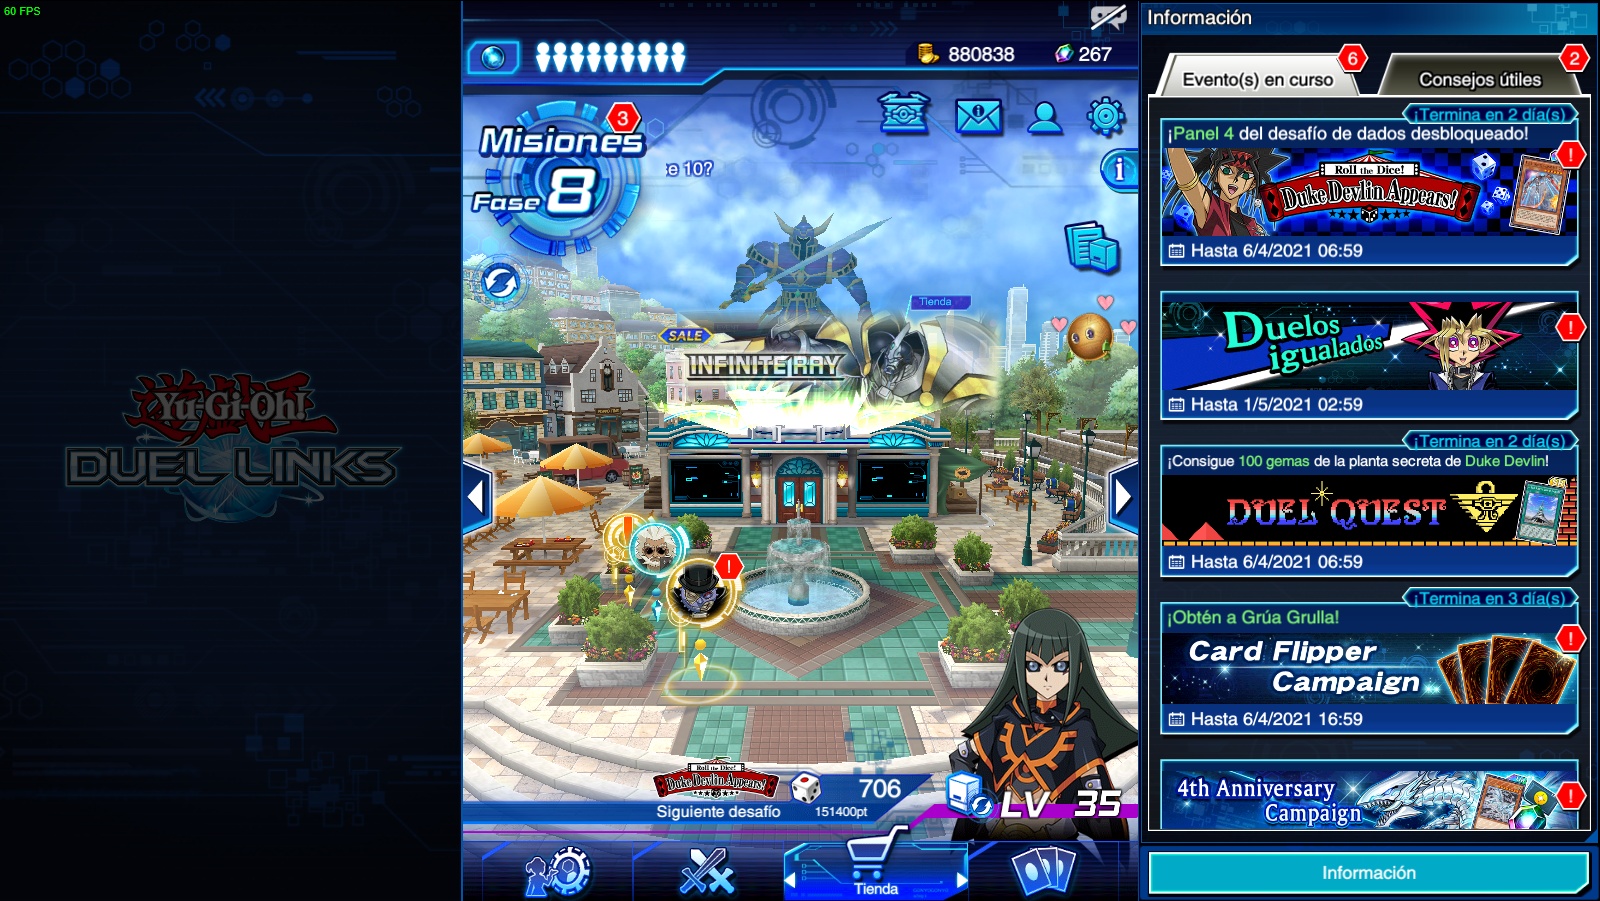 60 FPS
Yu-Gi-Oh!
DUEL LINKS
880838
267
Misiones
3
Fase 8
e 10?
Tienda
SALE
INFINITE RAY
Roll the Dice!
Duke Devlin Appears!
706
Siguiente desafío
151400pt
LV 35
Tienda
Información
Evento(s) en curso
6
Consejos útiles
2
¡Termina en 2 día(s)
¡Panel 4 del desafío de dados desbloqueado!
Roll the Dice!
Duke Devlin Appears!
Hasta 6/4/2021 06:59
Duelos
igualados
Hasta 1/5/2021 02:59
¡Termina en 2 día(s)
¡Consigue 100 gemas de la planta secreta de Duke Devlin!
DUEL QUEST
Hasta 6/4/2021 06:59
¡Termina en 3 día(s)
¡Obtén a Grúa Grulla!
Card Flipper
Campaign
Hasta 6/4/2021 16:59
4th Anniversary
Campaign
Información